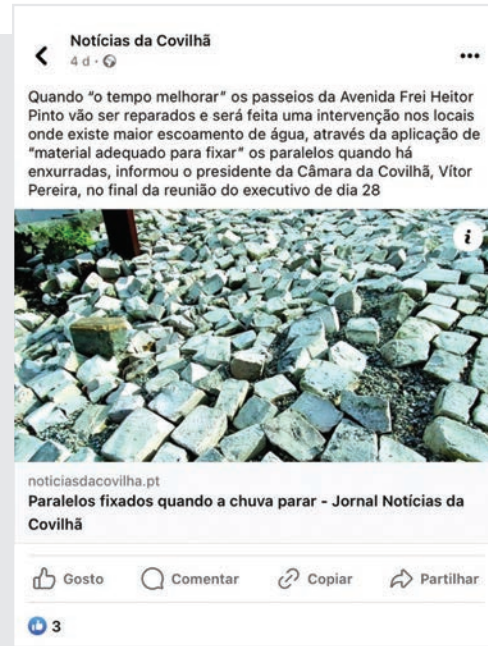 Notícias da Covilhã
4 d ·
Quando "o tempo melhorar" os passeios da Avenida Frei Heitor
Pinto vão ser reparados e será feita uma intervenção nos locais
onde existe maior escoamento de água, através da aplicação de
"material adequado para fixar" os paralelos quando há
enxurradas, informou o presidente da Câmara da Covilhã, Vítor
Pereira, no final da reunião do executivo de dia 28
i
noticiasdacovilha.pt
Paralelos fixados quando a chuva parar - Jornal Notícias da
Covilhã
Gosto Comentar Copiar Partilhar
3